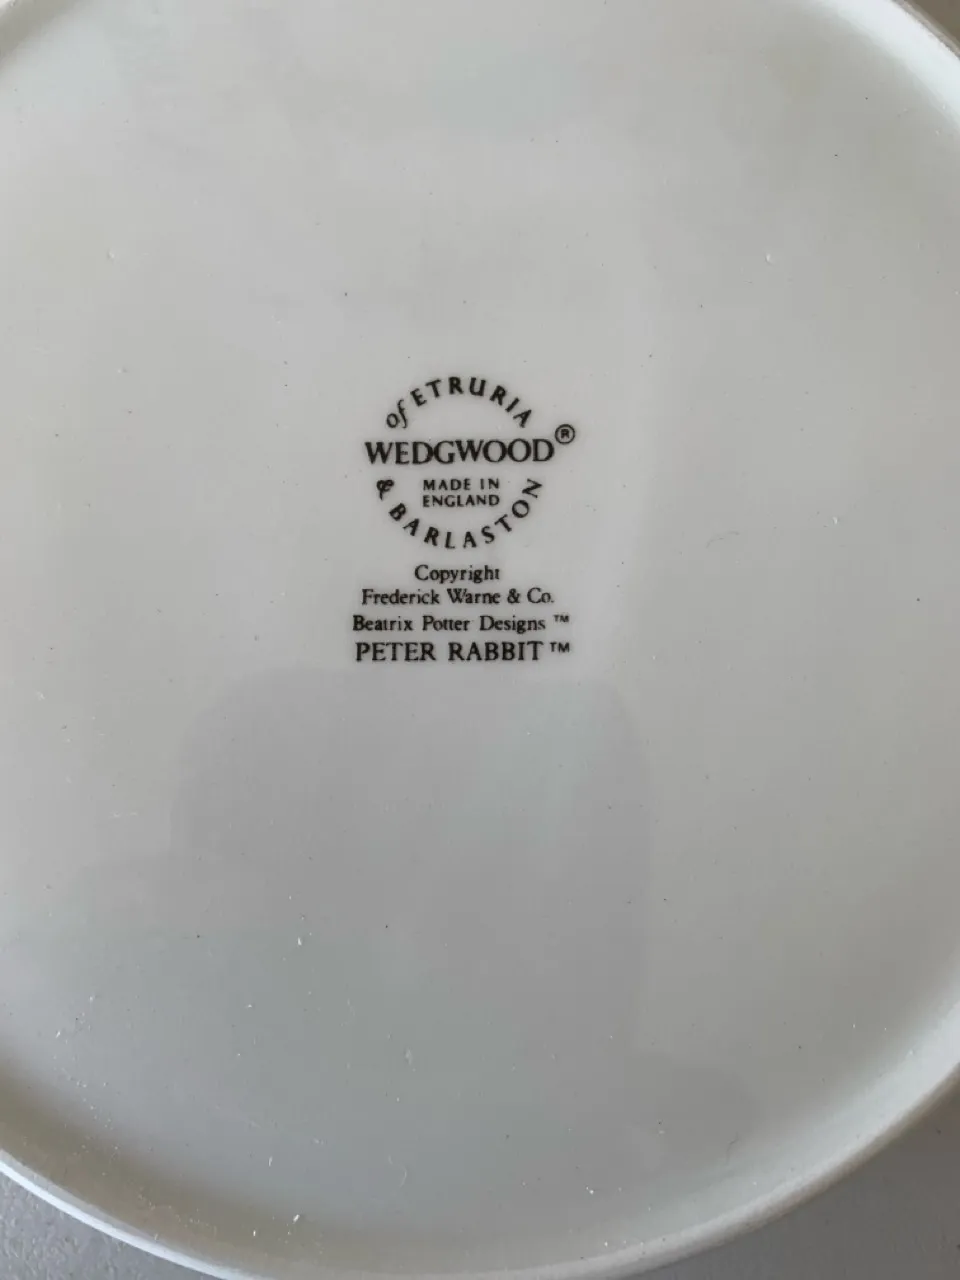 of ETRURIA
WEDGWOOD®
MADE IN
ENGLAND
& BARLASTON
Copyright
Frederick Warne & Co.
Beatrix Potter Designs ™
PETER RABBIT ™